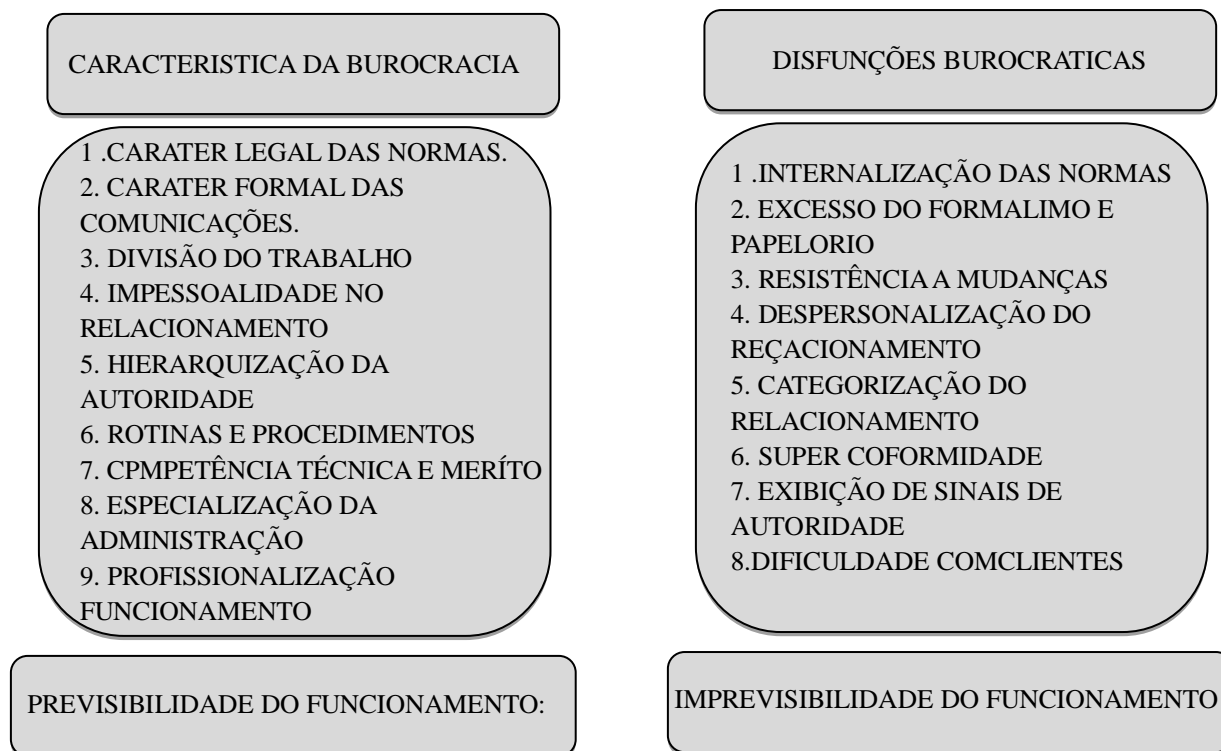 CARACTERISTICA DA BUROCRACIA
1 .CARATER LEGAL DAS NORMAS.
2. CARATER FORMAL DAS
COMUNICAÇÕES.
3. DIVISÃO DO TRABALHO
4. IMPESSOALIDADE NO
RELACIONAMENTO
5. HIERARQUIZAÇÃO DA
AUTORIDADE
6. ROTINAS E PROCEDIMENTOS
7. CPMPETÊNCIA TÉCNICA E MERÍTO
8. ESPECIALIZAÇÃO DA
ADMINISTRAÇÃO
9. PROFISSIONALIZAÇÃO
FUNCIONAMENTO
PREVISIBILIDADE DO FUNCIONAMENTO:
DISFUNÇÕES BUROCRATICAS
1 .INTERNALIZAÇÃO DAS NORMAS
2. EXCESSO DO FORMALIMO E
PAPELORIO
3. RESISTÊNCIA A MUDANÇAS
4. DESPERSONALIZAÇÃO DO
REÇACIONAMENTO
5. CATEGORIZAÇÃO DO
RELACIONAMENTO
6. SUPER COFORMIDADE
7. EXIBIÇÃO DE SINAIS DE
AUTORIDADE
8.DIFICULDADE COMCLIENTES
IMPREVISIBILIDADE DO FUNCIONAMENTO